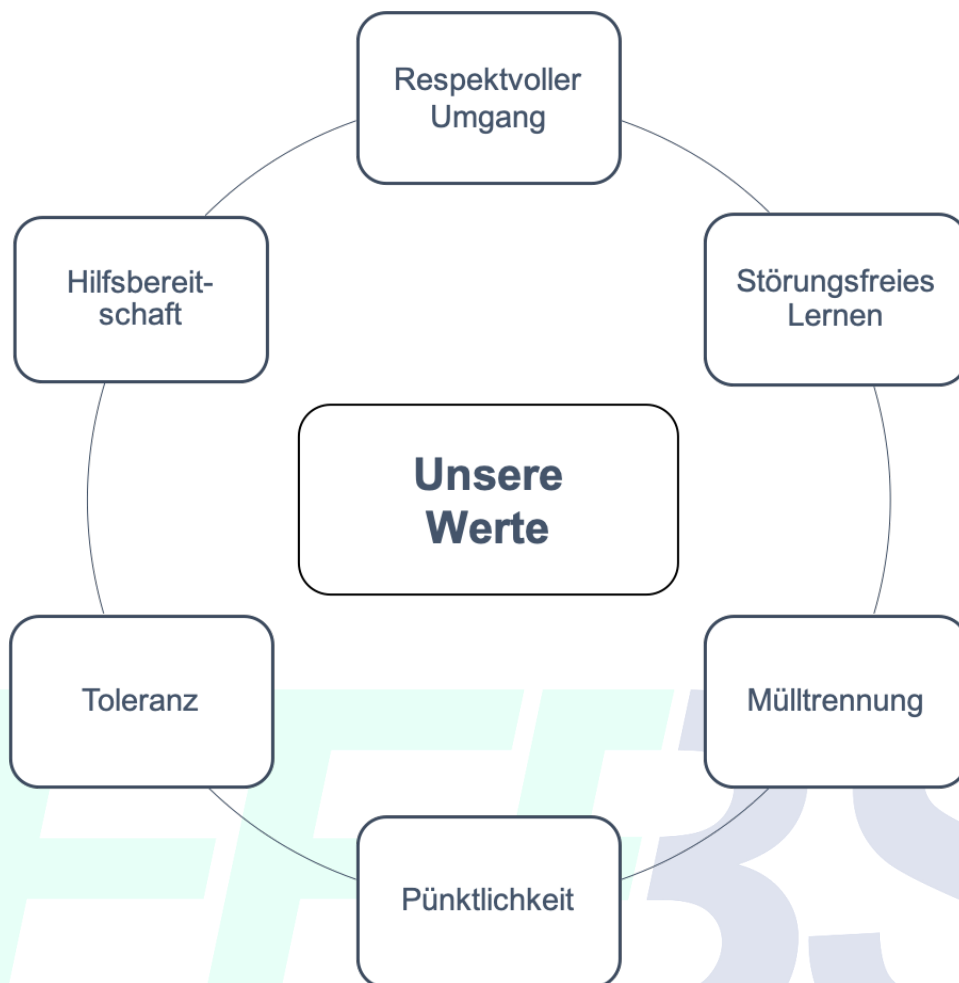 Respektvoller
Umgang
Hilfsbereit-
schaft
Störungsfreies
Lernen
Unsere
Werte
Toleranz
Mülltrennung
Pünktlichkeit